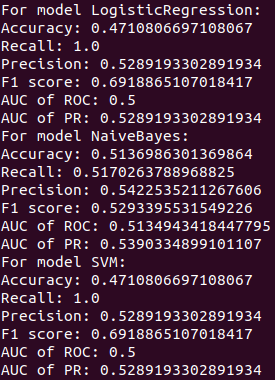 For model LogisticRegression:
Accuracy: 0.4710806697108067
Recall: 1.0
Precision: 0.5289193302891934
F1 score: 0.6918865107018417
AUC of ROC: 0.5
AUC of PR: 0.5289193302891934
For model NaiveBayes:
Accuracy: 0.5136986301369864
Recall: 0.5170263788968825
Precision: 0.5422535211267606
F1 score: 0.5293395531549226
AUC of ROC: 0.5134943418447795
AUC of PR: 0.5390334899101107
For model SVM:
Accuracy: 0.4710806697108067
Recall: 1.0
Precision: 0.5289193302891934
F1 score: 0.6918865107018417
AUC of ROC: 0.5
AUC of PR: 0.5289193302891934